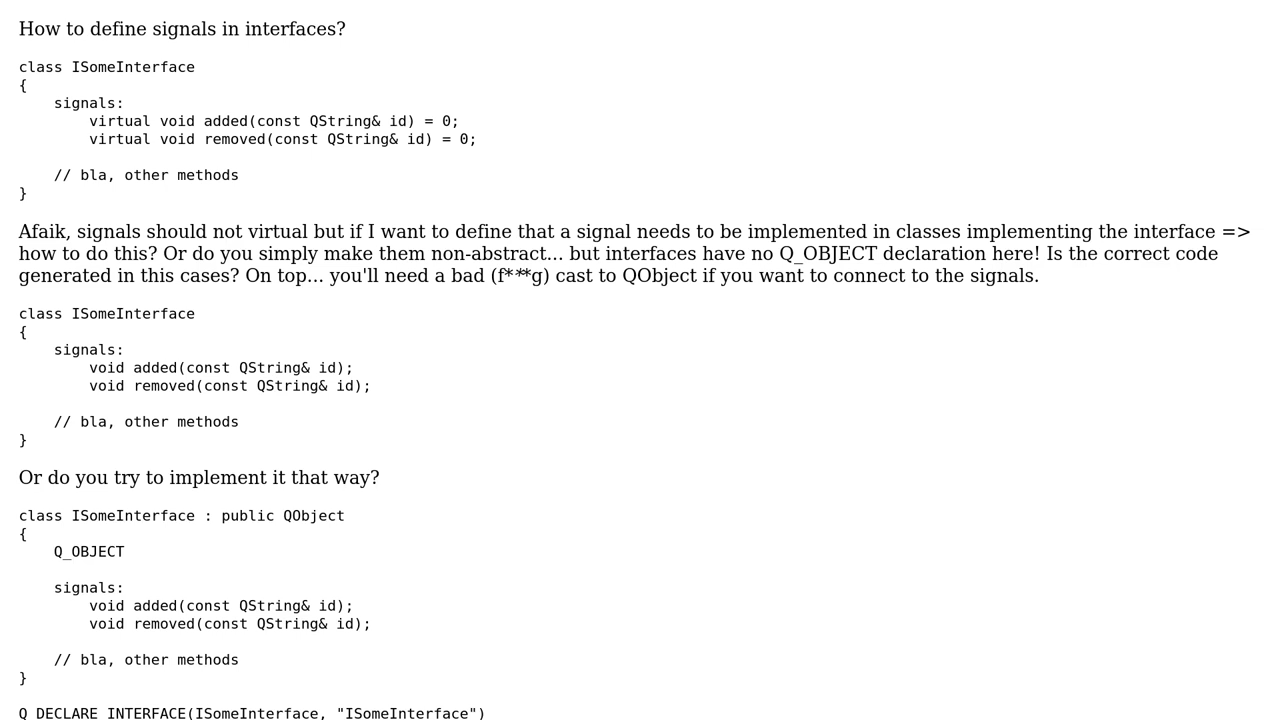 How to define signals in interfaces?
class ISomeInterface
{
    signals:
        virtual void added(const QString& id) = 0;
        virtual void removed(const QString& id) = 0;
    // bla, other methods
}
Afaik, signals should not virtual but if I want to define that a signal needs to be implemented in classes implementing the interface =>
how to do this? Or do you simply make them non-abstract... but interfaces have no Q_OBJECT declaration here! Is the correct code
generated in this cases? On top... you'll need a bad (f***g) cast to QObject if you want to connect to the signals.
class ISomeInterface
{
    signals:
        void added(const QString& id);
        void removed(const QString& id);
    // bla, other methods
}
Or do you try to implement it that way?
class ISomeInterface : public QObject
{
    Q_OBJECT
    signals:
        void added(const QString& id);
        void removed(const QString& id);
    // bla, other methods
}
Q_DECLARE_INTERFACE(ISomeInterface, "ISomeInterface")